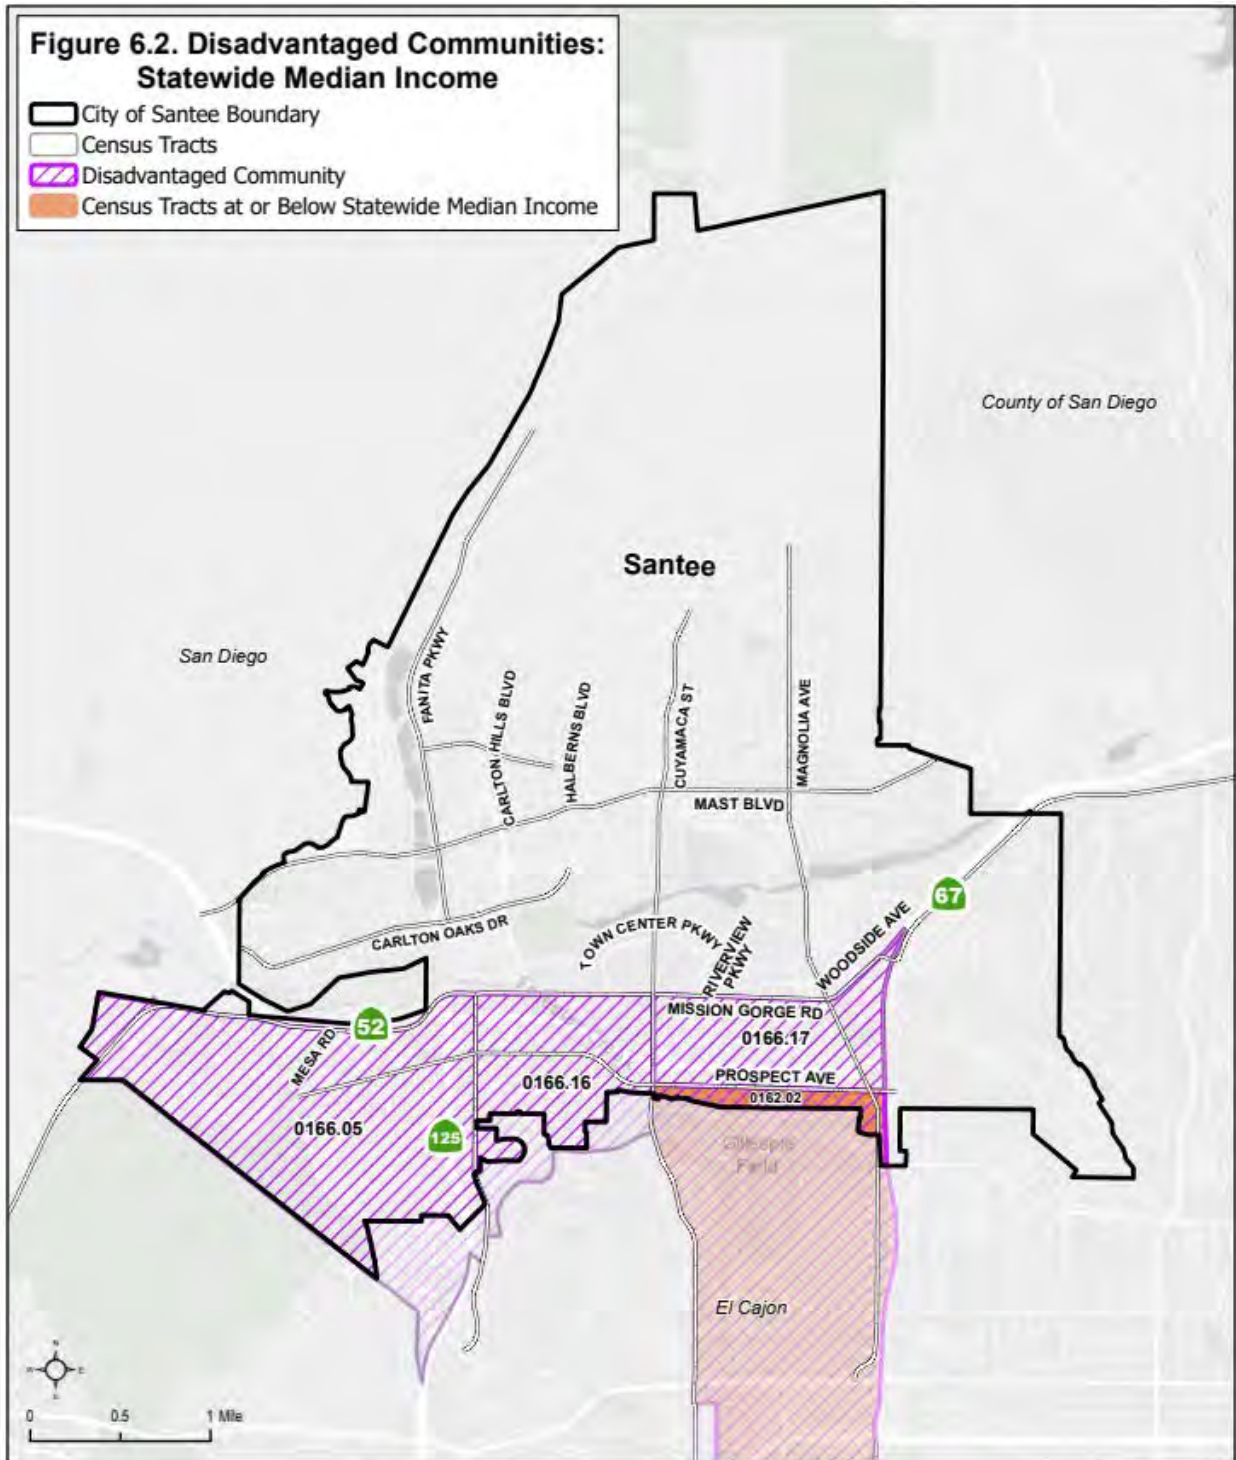 Figure 6.2. Disadvantaged Communities:
Statewide Median Income
City of Santee Boundary
Census Tracts
Disadvantaged Community
Census Tracts at or Below Statewide Median Income
County of San Diego
Santee
San Diego
FANITA PKWY
CARLTON HILLS BLVD
HALBERNS BLVD
CUYAMACA ST
MAGNOLIA AVE
MAST BLVD
67
CARLTON OAKS DR
TOWN CENTER PKWY
RIVERVIEW
PKWY
WOODSIDE AVE
52
MISSION GORGE RD
MESA RD
0166.17
0166.16
PROSPECT AVE
0162.02
0166.05
125
Gillespie
Field
El Cajon
N
W
E
S
0
0.5
1 Mile